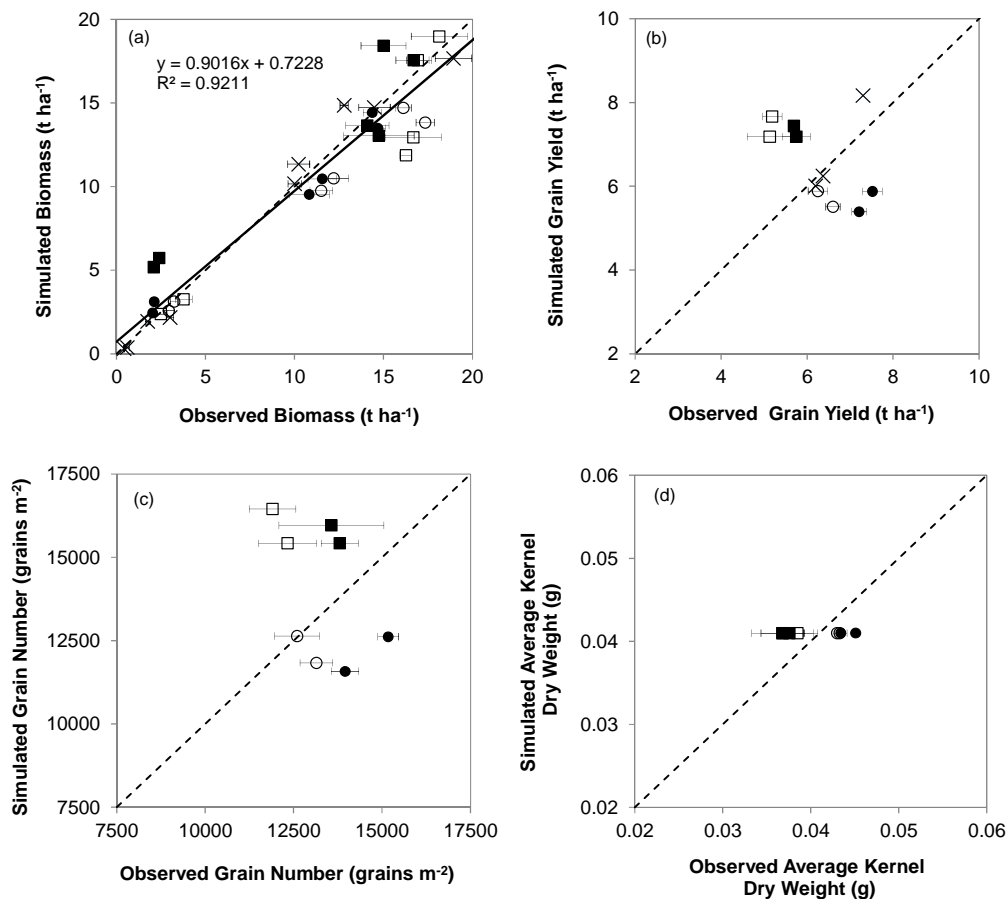 (a)
y = 0.9016x + 0.7228
R² = 0.9211
20
15
10
5
0
0 5 10 15 20
Simulated Biomass (t ha⁻¹)
Observed Biomass (t ha⁻¹)
(b)
10
8
6
4
2
2 4 6 8 10
Simulated Grain Yield (t ha⁻¹)
Observed Grain Yield (t ha⁻¹)
(c)
17500
15000
12500
10000
7500
7500 10000 12500 15000 17500
Simulated Grain Number (grains m⁻²)
Observed Grain Number (grains m⁻²)
(d)
0.06
0.05
0.04
0.03
0.02
0.02 0.03 0.04 0.05 0.06
Simulated Average Kernel
Dry Weight (g)
Observed Average Kernel
Dry Weight (g)